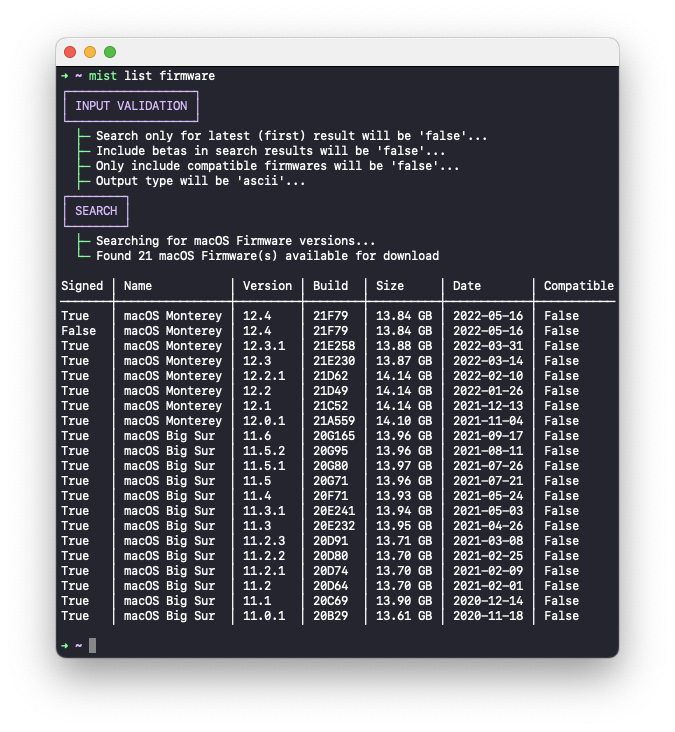 ➜ ~ mist list firmware
INPUT VALIDATION
├─ Search only for latest (first) result will be 'false'...
├─ Include betas in search results will be 'false'...
├─ Only include compatible firmwares will be 'false'...
├─ Output type will be 'ascii'...
SEARCH
├─ Searching for macOS Firmware versions...
└─ Found 21 macOS Firmware(s) available for download
Signed │ Name │ Version │ Build │ Size │ Date │ Compatible
True │ macOS Monterey │ 12.4 │ 21F79 │ 13.84 GB │ 2022-05-16 │ False
False │ macOS Monterey │ 12.4 │ 21F79 │ 13.84 GB │ 2022-05-16 │ False
True │ macOS Monterey │ 12.3.1 │ 21E258 │ 13.88 GB │ 2022-03-31 │ False
True │ macOS Monterey │ 12.3 │ 21E230 │ 13.87 GB │ 2022-03-14 │ False
True │ macOS Monterey │ 12.2.1 │ 21D62 │ 14.14 GB │ 2022-02-10 │ False
True │ macOS Monterey │ 12.2 │ 21D49 │ 14.14 GB │ 2022-01-26 │ False
True │ macOS Monterey │ 12.1 │ 21C52 │ 14.14 GB │ 2021-12-13 │ False
True │ macOS Monterey │ 12.0.1 │ 21A559 │ 14.10 GB │ 2021-11-04 │ False
True │ macOS Big Sur │ 11.6 │ 20G165 │ 13.96 GB │ 2021-09-17 │ False
True │ macOS Big Sur │ 11.5.2 │ 20G95 │ 13.96 GB │ 2021-08-11 │ False
True │ macOS Big Sur │ 11.5.1 │ 20G80 │ 13.97 GB │ 2021-07-26 │ False
True │ macOS Big Sur │ 11.5 │ 20G71 │ 13.96 GB │ 2021-07-21 │ False
True │ macOS Big Sur │ 11.4 │ 20F71 │ 13.93 GB │ 2021-05-24 │ False
True │ macOS Big Sur │ 11.3.1 │ 20E241 │ 13.94 GB │ 2021-05-03 │ False
True │ macOS Big Sur │ 11.3 │ 20E232 │ 13.95 GB │ 2021-04-26 │ False
True │ macOS Big Sur │ 11.2.3 │ 20D91 │ 13.71 GB │ 2021-03-08 │ False
True │ macOS Big Sur │ 11.2.2 │ 20D80 │ 13.70 GB │ 2021-02-25 │ False
True │ macOS Big Sur │ 11.2.1 │ 20D74 │ 13.70 GB │ 2021-02-09 │ False
True │ macOS Big Sur │ 11.2 │ 20D64 │ 13.70 GB │ 2021-02-01 │ False
True │ macOS Big Sur │ 11.1 │ 20C69 │ 13.90 GB │ 2020-12-14 │ False
True │ macOS Big Sur │ 11.0.1 │ 20B29 │ 13.61 GB │ 2020-11-18 │ False
➜ ~